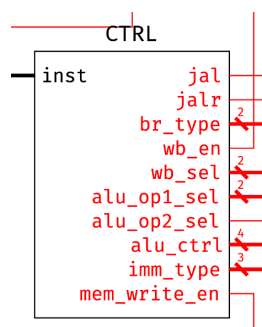 CTRL
inst
jal
jalr
br_type
2
wb_en
wb_sel
2
alu_op1_sel
2
alu_op2_sel
alu_ctrl
4
imm_type
3
mem_write_en